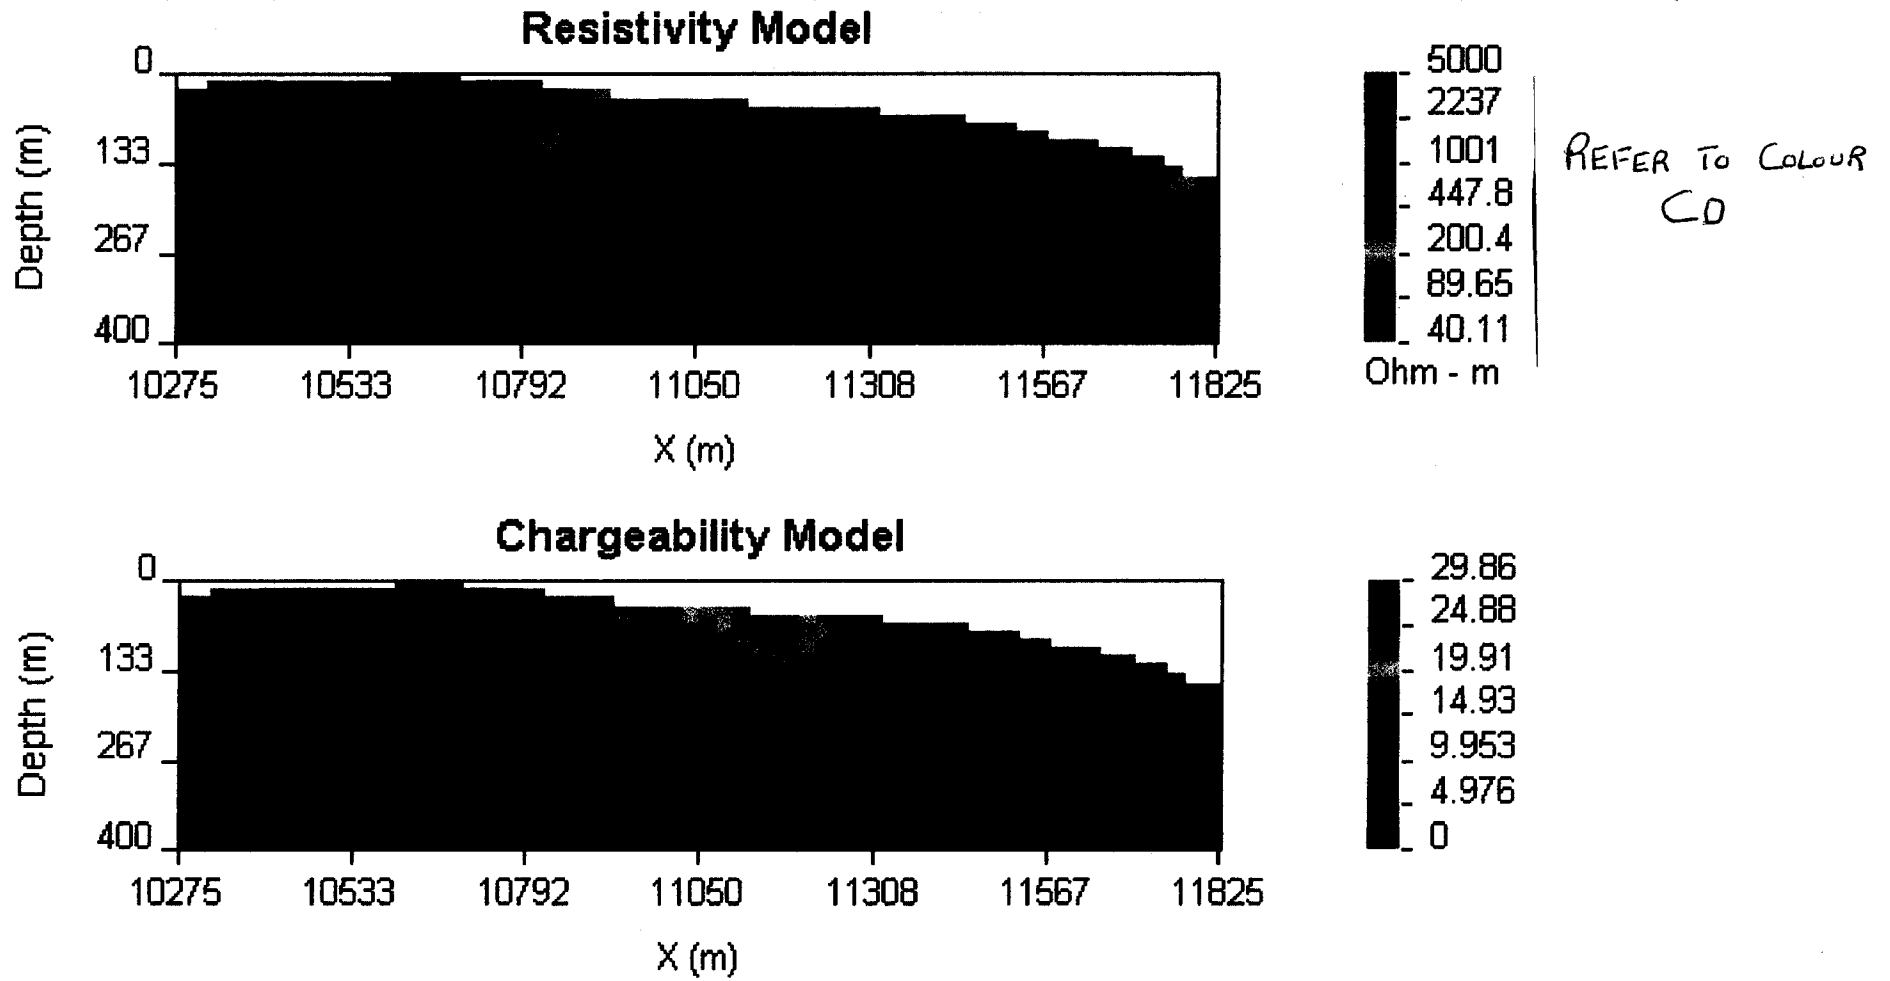 Resistivity Model
0
133
267
400
Depth (m)
10275 10533 10792 11050 11308 11567 11825
X (m)
5000
2237
1001
447.8
200.4
89.65
40.11
Ohm - m
REFER TO COLOUR
CD
Chargeability Model
0
133
267
400
Depth (m)
10275 10533 10792 11050 11308 11567 11825
X (m)
29.86
24.88
19.91
14.93
9.953
4.976
0